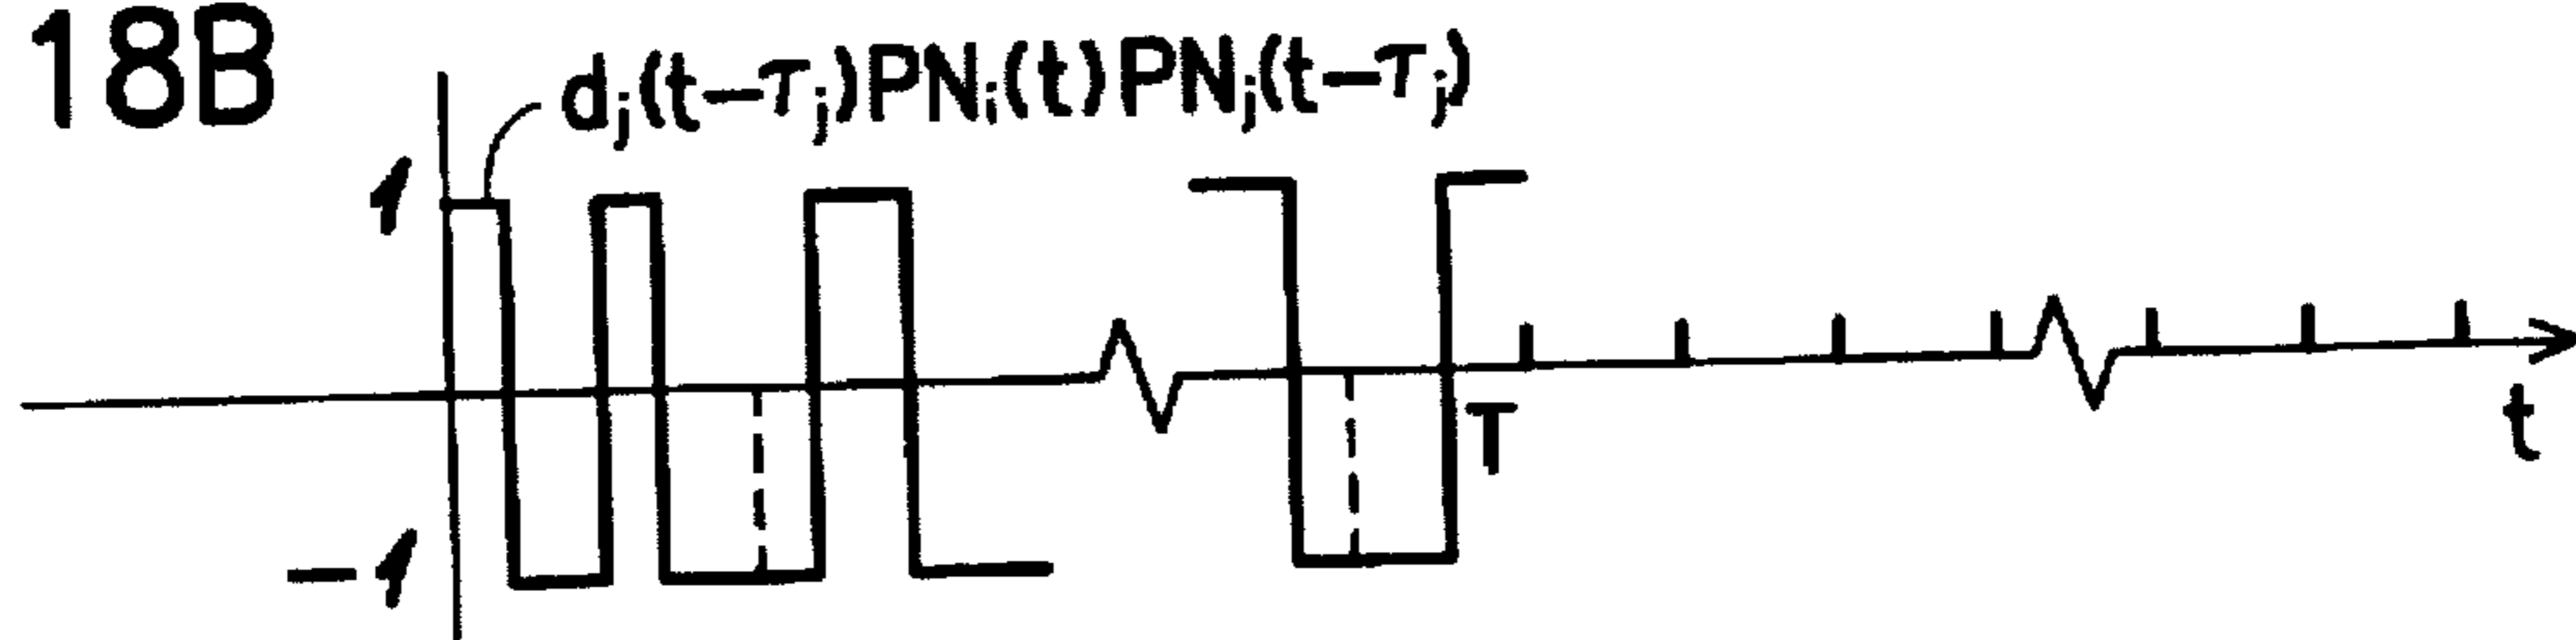 18B
dⱼ(t-τⱼ)PNᵢ(t)PNⱼ(t-τⱼ)
1
-1
T
t